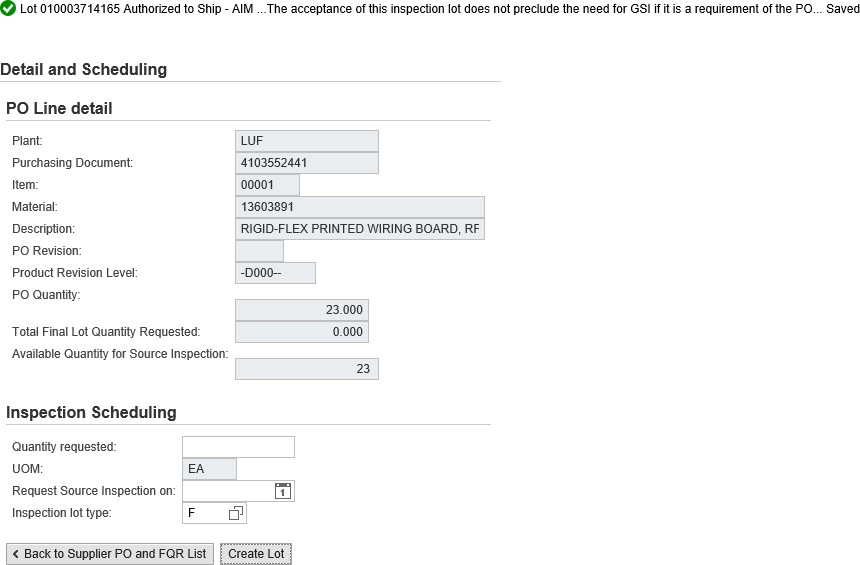 Lot 010003714165 Authorized to Ship - AIM ...The acceptance of this inspection lot does not preclude the need for GSI if it is a requirement of the PO... Saved
Detail and Scheduling
PO Line detail
Plant: LUF
Purchasing Document: 4103552441
Item: 00001
Material: 13603891
Description: RIGID-FLEX PRINTED WIRING BOARD, RF
PO Revision:
Product Revision Level: -D000--
PO Quantity:
23.000
Total Final Lot Quantity Requested: 0.000
Available Quantity for Source Inspection:
23
Inspection Scheduling
Quantity requested:
UOM: EA
Request Source Inspection on: 1
Inspection lot type: F
Back to Supplier PO and FQR List Create Lot